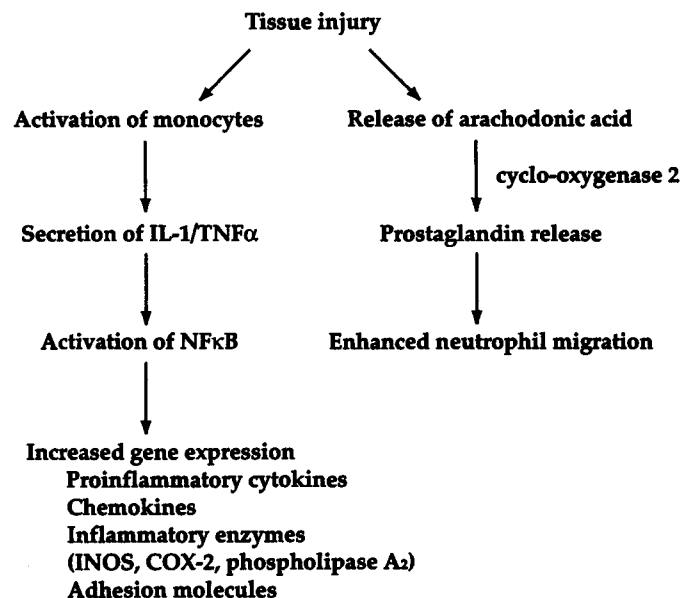 Tissue injury
Activation of monocytes
Release of arachodonic acid
cyclo-oxygenase 2
Secretion of IL-1/TNFα
Prostaglandin release
Activation of NFκB
Enhanced neutrophil migration
Increased gene expression
Proinflammatory cytokines
Chemokines
Inflammatory enzymes
(INOS, COX-2, phospholipase A₂)
Adhesion molecules